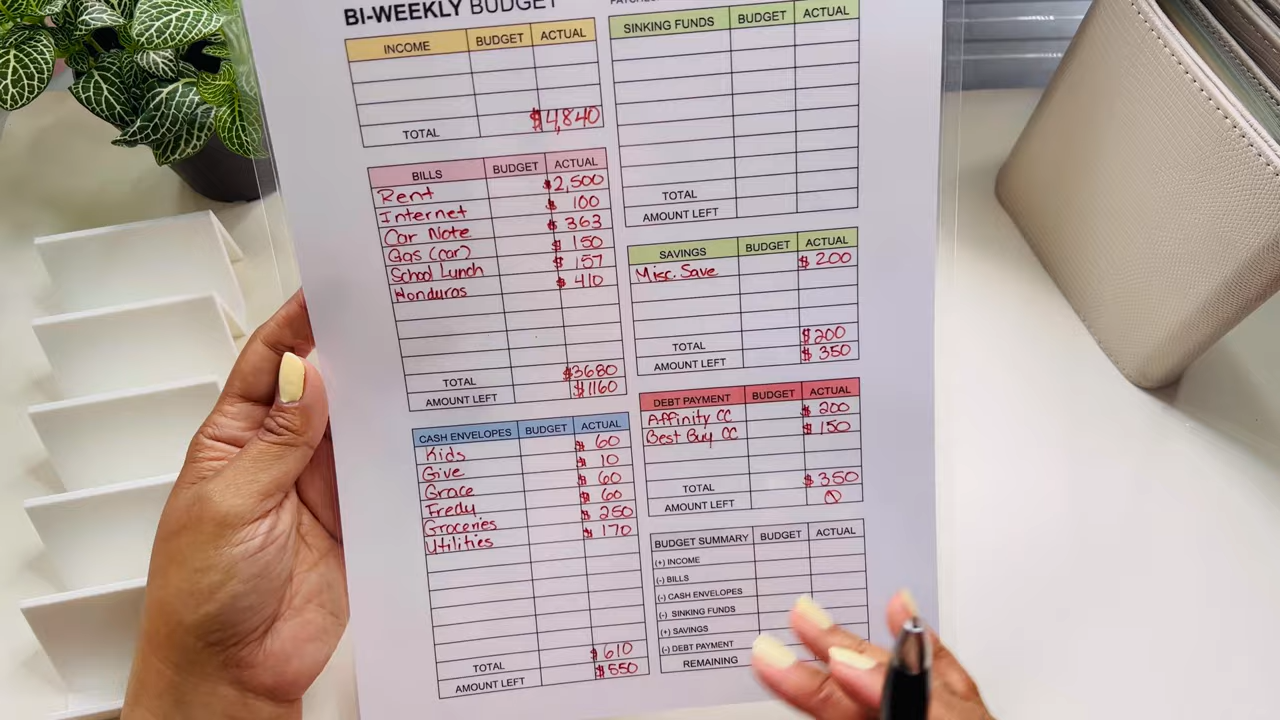 BI-WEEKLY BUDGET
INCOME BUDGET ACTUAL
TOTAL $4,840
BILLS BUDGET ACTUAL
Rent $2,500
Internet $ 100
Car Note $ 363
Gas (car) $ 150
School Lunch $ 157
Honduros $ 410
TOTAL $3680
AMOUNT LEFT $1160
CASH ENVELOPES BUDGET ACTUAL
Kids $ 60
Give $ 10
Grace $ 60
Fredy $ 60
Groceries $ 250
Utilities $ 170
TOTAL $610
AMOUNT LEFT $550
SINKING FUNDS BUDGET ACTUAL
TOTAL
AMOUNT LEFT
SAVINGS BUDGET ACTUAL
Misc. Save $ 200
TOTAL $200
AMOUNT LEFT $ 350
DEBT PAYMENT BUDGET ACTUAL
Affinity CC $ 200
Best Buy CC $ 150
TOTAL $ 350
AMOUNT LEFT 0
BUDGET SUMMARY BUDGET ACTUAL
(+) INCOME
(-) BILLS
(-) CASH ENVELOPES
(-) SINKING FUNDS
(+) SAVINGS
(-) DEBT PAYMENT
REMAINING